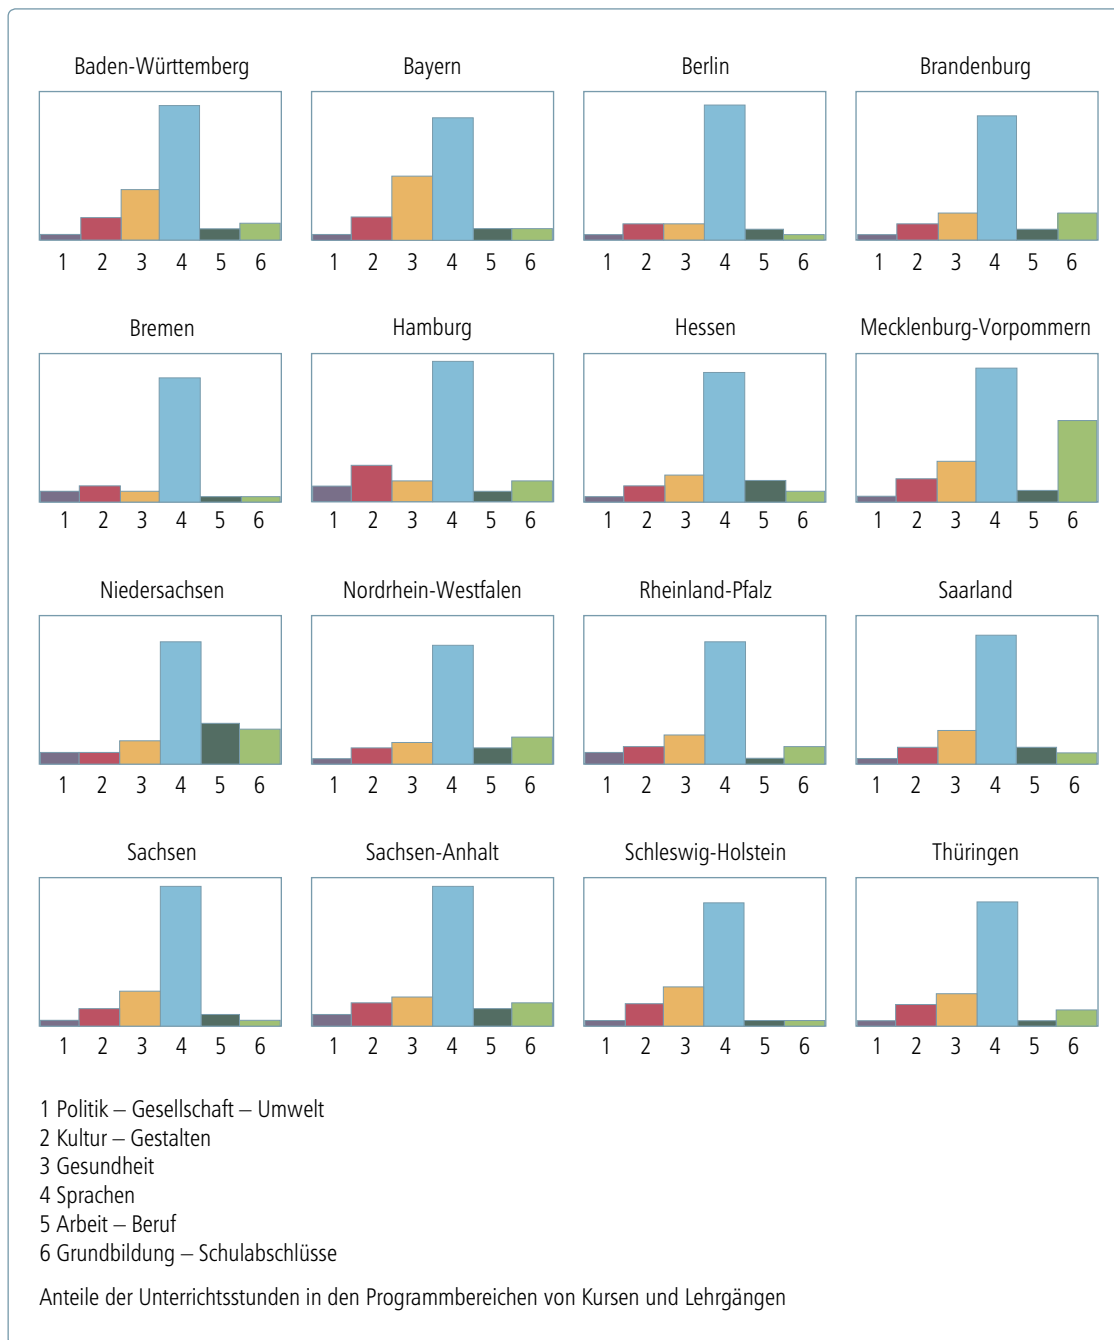 Baden-Württemberg Bayern Berlin Brandenburg
1 2 3 4 5 6 1 2 3 4 5 6 1 2 3 4 5 6 1 2 3 4 5 6
Bremen Hamburg Hessen Mecklenburg-Vorpommern
1 2 3 4 5 6 1 2 3 4 5 6 1 2 3 4 5 6 1 2 3 4 5 6
Niedersachsen Nordrhein-Westfalen Rheinland-Pfalz Saarland
1 2 3 4 5 6 1 2 3 4 5 6 1 2 3 4 5 6 1 2 3 4 5 6
Sachsen Sachsen-Anhalt Schleswig-Holstein Thüringen
1 2 3 4 5 6 1 2 3 4 5 6 1 2 3 4 5 6 1 2 3 4 5 6
1 Politik – Gesellschaft – Umwelt
2 Kultur – Gestalten
3 Gesundheit
4 Sprachen
5 Arbeit – Beruf
6 Grundbildung – Schulabschlüsse
Anteile der Unterrichtsstunden in den Programmbereichen von Kursen und Lehrgängen